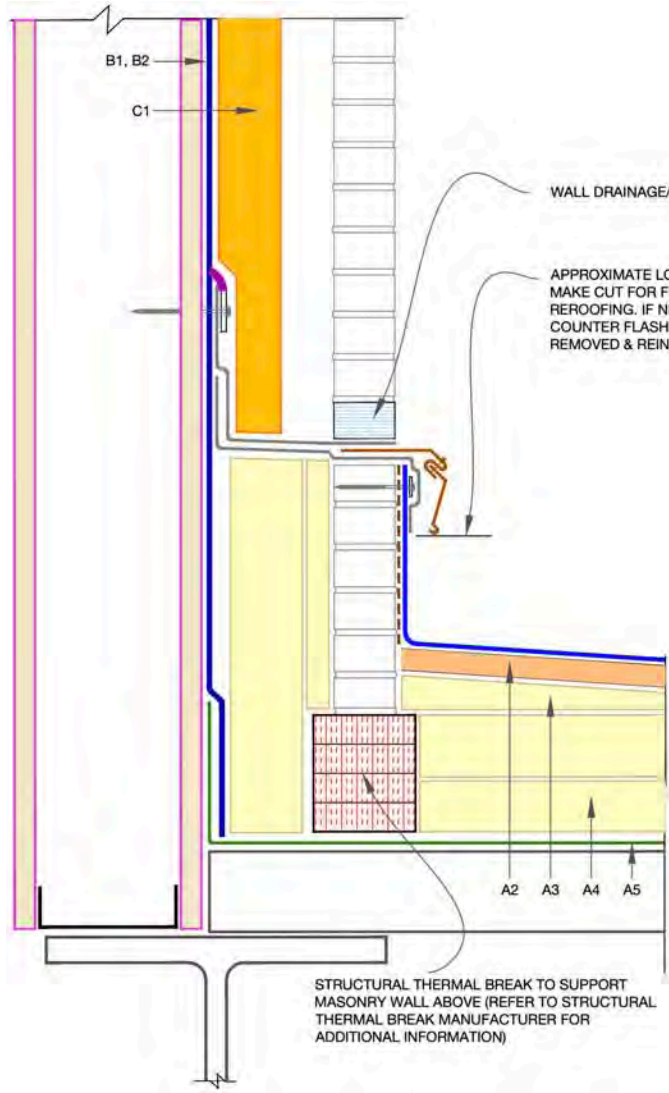 B1, B2
C1
WALL DRAINAGE/
APPROXIMATE LO
MAKE CUT FOR F
REROOFING. IF N
COUNTER FLASH
REMOVED & REIN
A2 A3 A4 A5
STRUCTURAL THERMAL BREAK TO SUPPORT
MASONRY WALL ABOVE (REFER TO STRUCTURAL
THERMAL BREAK MANUFACTURER FOR
ADDITIONAL INFORMATION)